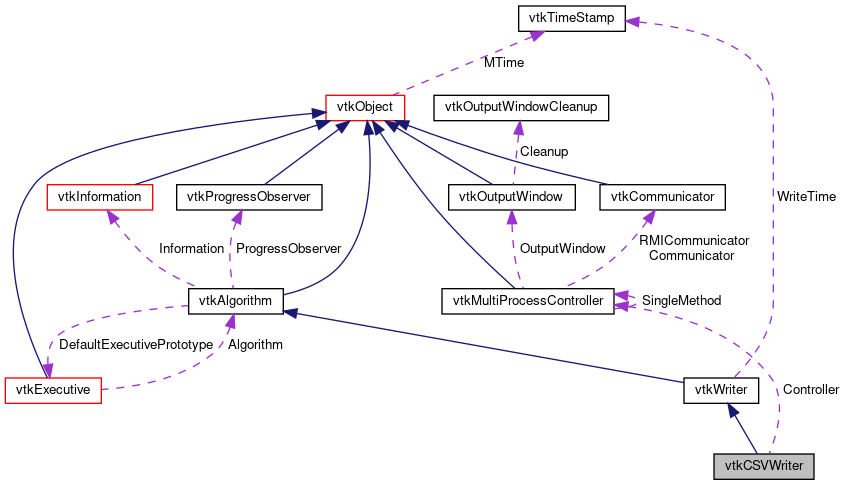 vtkTimeStamp
MTime
vtkObject
vtkOutputWindowCleanup
Cleanup
WriteTime
vtkInformation
vtkProgressObserver
vtkOutputWindow
vtkCommunicator
Information
ProgressObserver
OutputWindow
RMICommunicator
Communicator
vtkAlgorithm
vtkMultiProcessController
SingleMethod
DefaultExecutivePrototype
Algorithm
vtkExecutive
vtkWriter
Controller
vtkCSVWriter